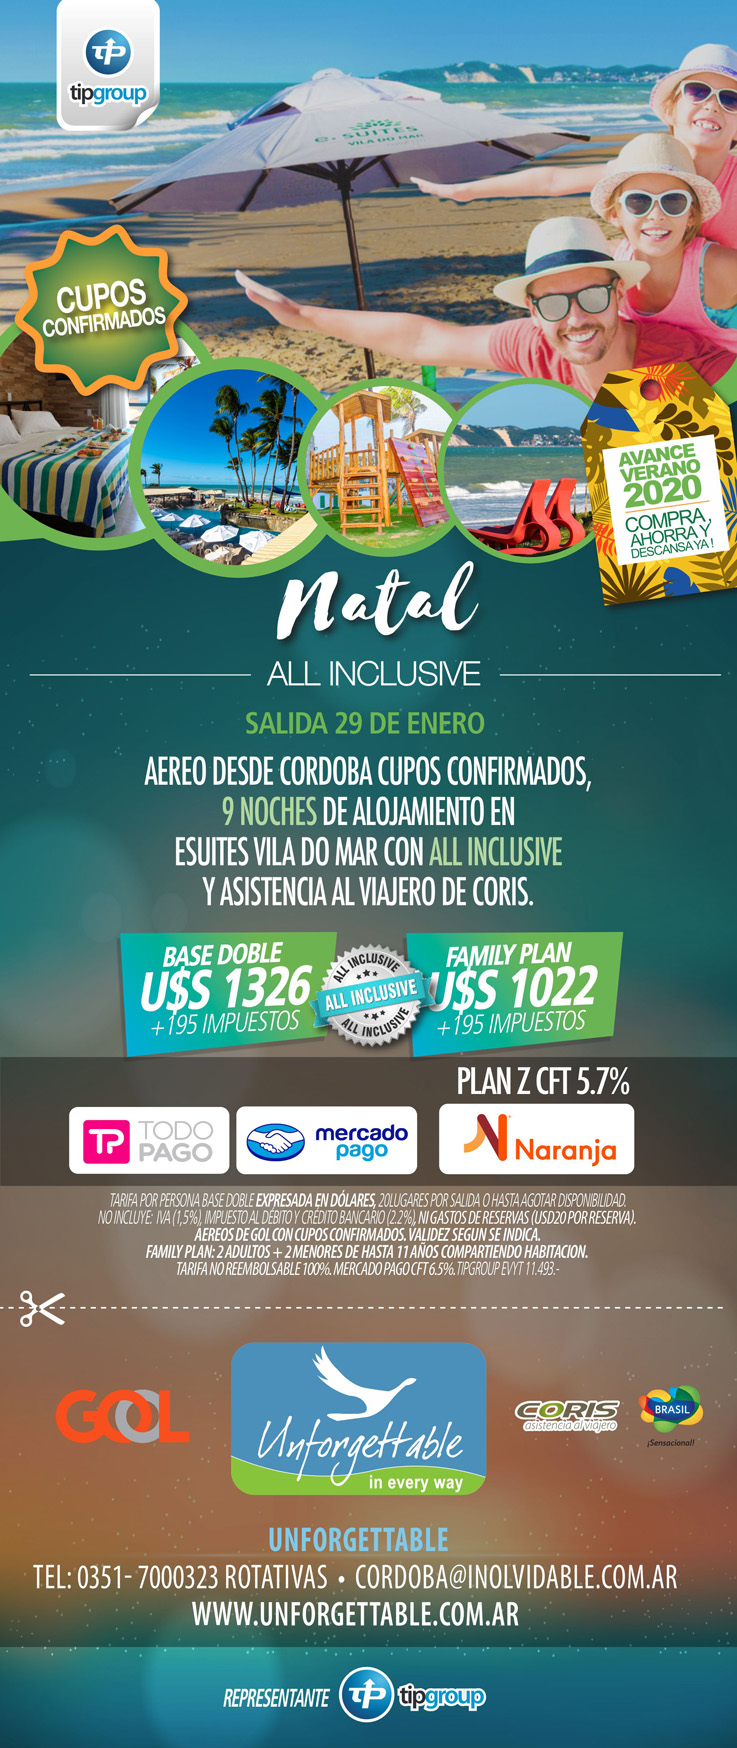 tipgroup
e.SUITES
VILA DO MAR
CUPOS
CONFIRMADOS
AVANCE
VERANO
2020
COMPRA,
AHORRA Y
DESCANSA YA !
Natal
ALL INCLUSIVE
SALIDA 29 DE ENERO
AEREO DESDE CORDOBA CUPOS CONFIRMADOS,
9 NOCHES DE ALOJAMIENTO EN
ESUITES VILA DO MAR CON ALL INCLUSIVE
Y ASISTENCIA AL VIAJERO DE CORIS.
BASE DOBLE
U$S 1326
+195 IMPUESTOS
ALL INCLUSIVE
ALL INCLUSIVE
ALL INCLUSIVE
FAMILY PLAN
U$S 1022
+195 IMPUESTOS
PLAN Z CFT 5.7%
TP TODO
PAGO
mercado
pago
Naranja
TARIFA POR PERSONA BASE DOBLE EXPRESADA EN DÓLARES, 20LUGARES POR SALIDA O HASTA AGOTAR DISPONIBILIDAD.
NO INCLUYE: IVA (1,5%), IMPUESTO AL DÉBITO Y CRÉDITO BANCARIO (2.2%), NI GASTOS DE RESERVAS (USD20 POR RESERVA).
AEREOS DE GOL CON CUPOS CONFIRMADOS. VALIDEZ SEGUN SE INDICA.
FAMILY PLAN: 2 ADULTOS + 2 MENORES DE HASTA 11 AÑOS COMPARTIENDO HABITACION.
TARIFA NO REEMBOLSABLE 100%. MERCADO PAGO CFT 6.5%. TIPGROUP EVYT 11.493.-
GOL
Unforgettable
in every way
CORIS
asistencia al viajero
BRASIL
¡Sensacional!
UNFORGETTABLE
TEL: 0351- 7000323 ROTATIVAS • CORDOBA@INOLVIDABLE.COM.AR
WWW.UNFORGETTABLE.COM.AR
REPRESENTANTE tipgroup